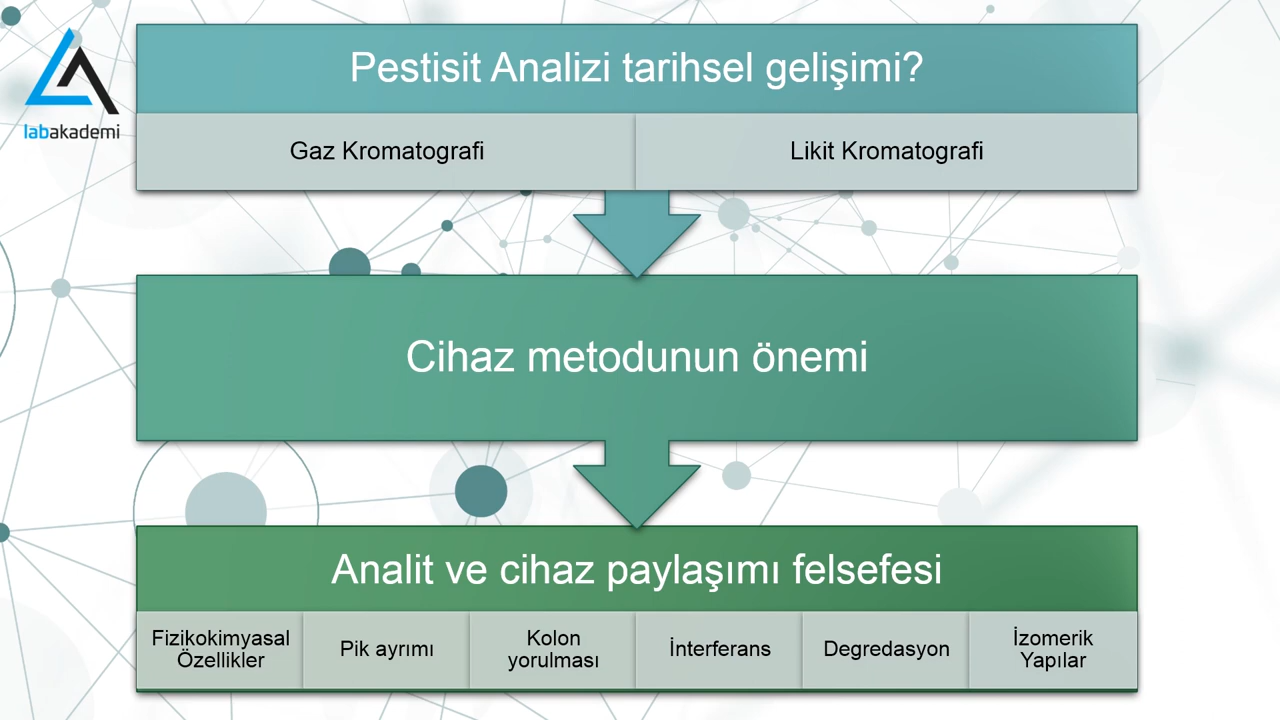 labakademi
Pestisit Analizi tarihsel gelişimi?
Gaz Kromatografi
Likit Kromatografi
Cihaz metodunun önemi
Analit ve cihaz paylaşımı felsefesi
Fizikokimyasal
Özellikler
Pik ayrımı
Kolon
yorulması
İnterferans
Degredasyon
İzomerik
Yapılar